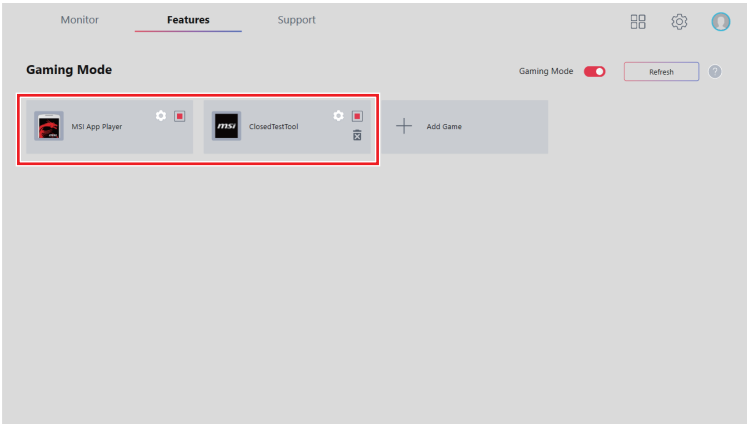 Monitor Features Support
Gaming Mode
Gaming Mode Refresh ?
MSI App Player
msi ClosedTestTool
Add Game